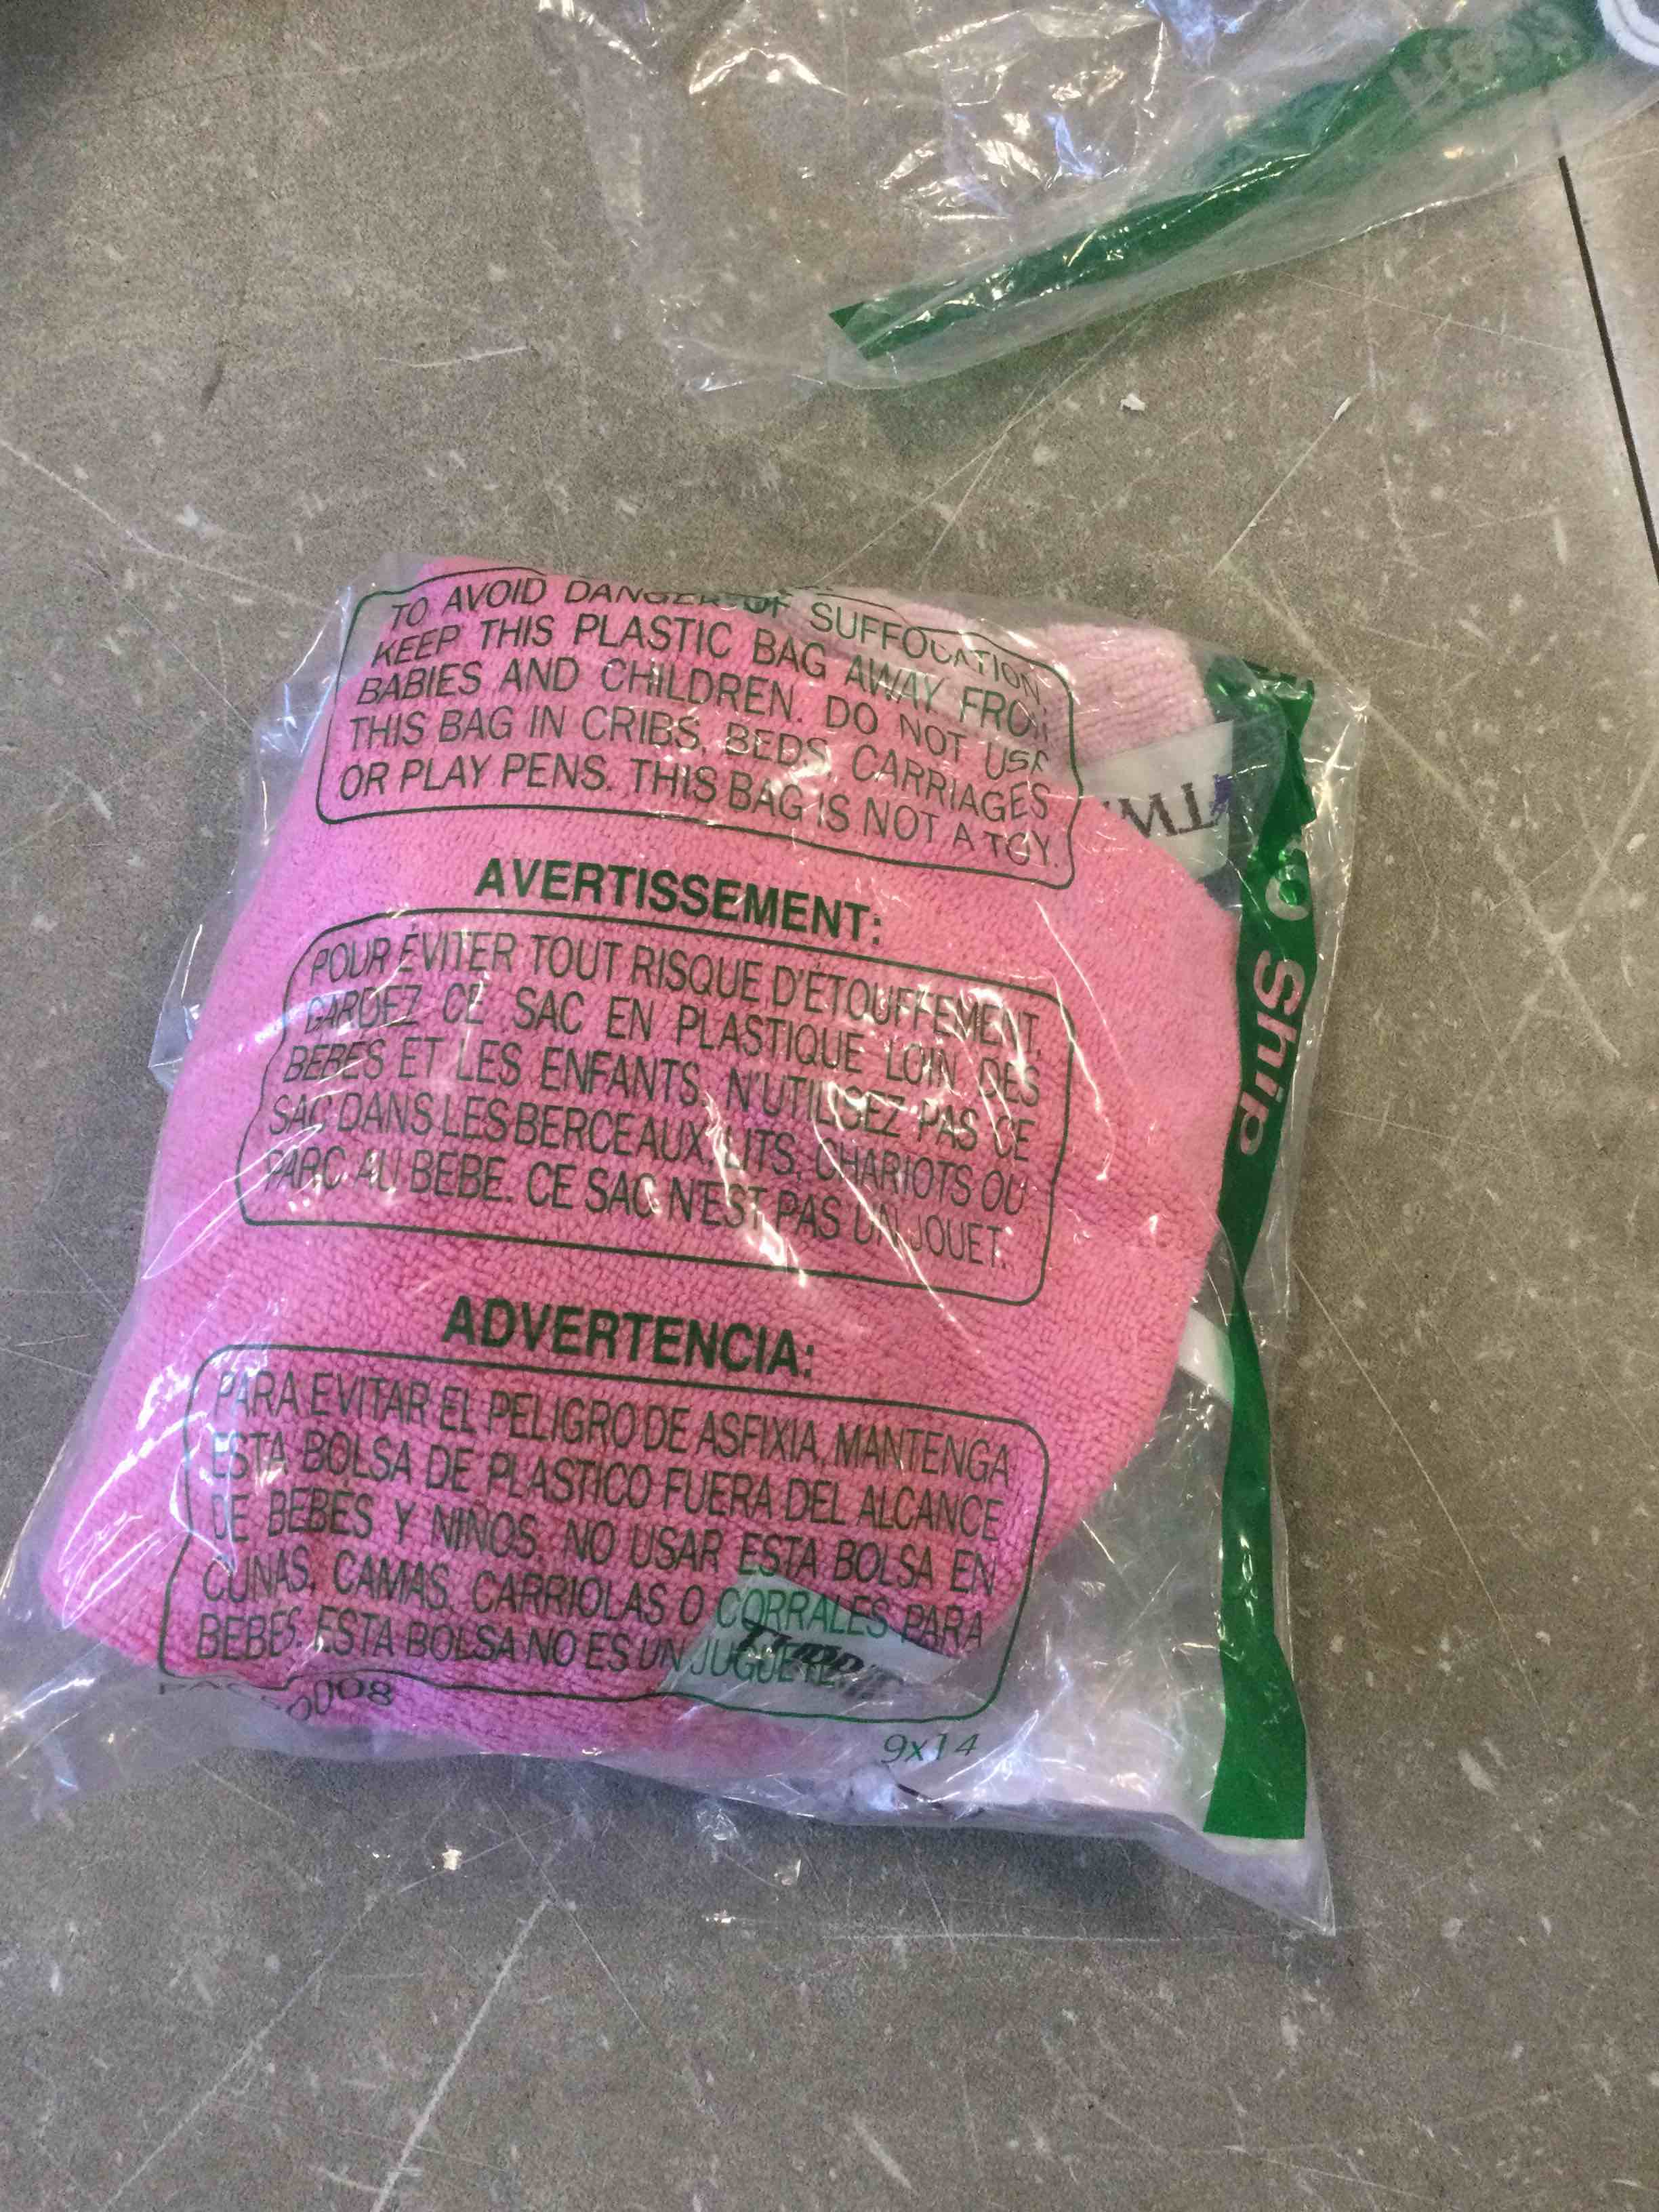 TO AVOID DANGER OF SUFFOCATION,
KEEP THIS PLASTIC BAG AWAY FROM
BABIES AND CHILDREN. DO NOT USE
THIS BAG IN CRIBS, BEDS, CARRIAGES
OR PLAY PENS. THIS BAG IS NOT A TOY.
AVERTISSEMENT:
POUR ÉVITER TOUT RISQUE D'ÉTOUFFEMENT,
GARDEZ CE SAC EN PLASTIQUE LOIN DES
BEBES ET LES ENFANTS. N'UTILISEZ PAS CE
SAC DANS LES BERCEAUX, LITS, CHARIOTS OU
PARC AU BEBE. CE SAC N'EST PAS UN JOUET.
ADVERTENCIA:
PARA EVITAR EL PELIGRO DE ASFIXIA, MANTENGA
ESTA BOLSA DE PLASTICO FUERA DEL ALCANCE
DE BEBES Y NINOS. NO USAR ESTA BOLSA EN
CUNAS, CAMAS, CARRIOLAS O CORRALES PARA
BEBES. ESTA BOLSA NO ES UN JUGUETE.
9x14
Ship